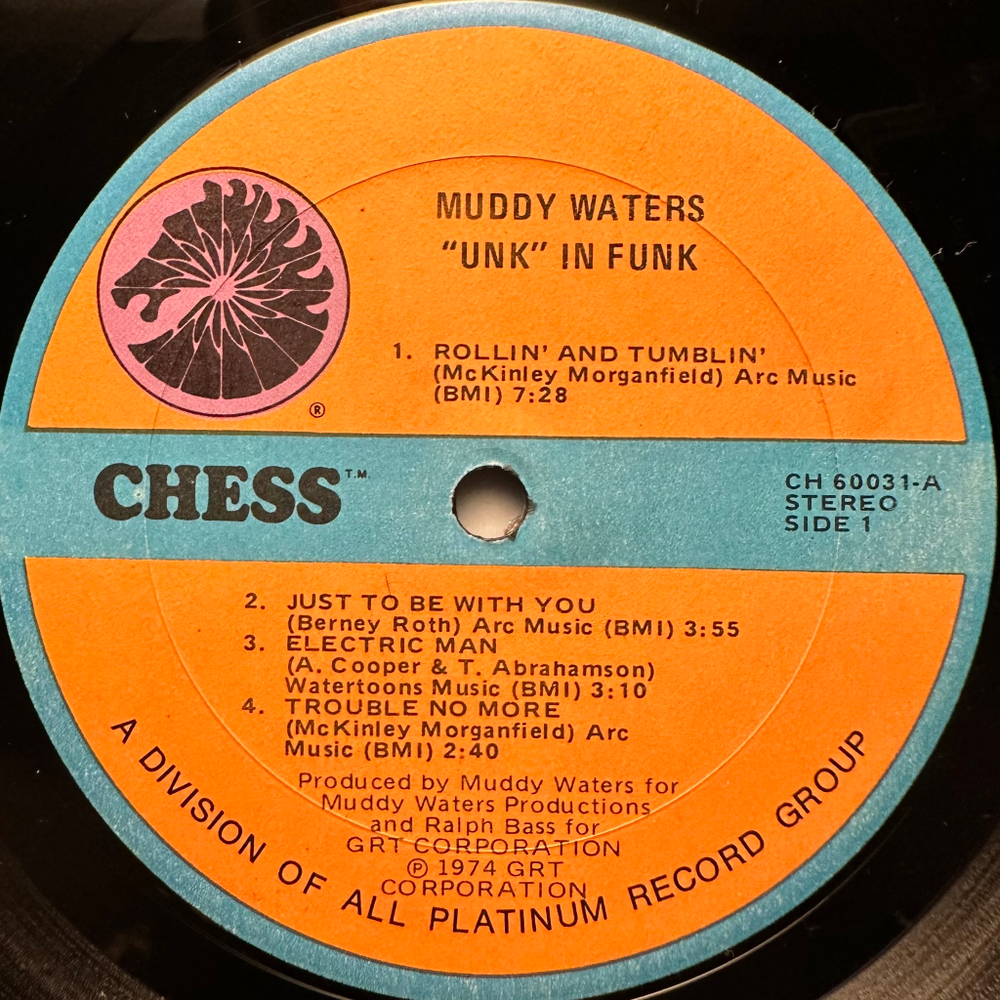 MUDDY WATERS
“UNK” IN FUNK
1. ROLLIN' AND TUMBLIN'
(McKinley Morganfield) Arc Music
(BMI) 7:28
®
CHESS T.M.
CH 60031-A
STEREO
SIDE 1
2. JUST TO BE WITH YOU
(Berney Roth) Arc Music (BMI) 3:55
3. ELECTRIC MAN
(A. Cooper & T. Abrahamson)
Watertoons Music (BMI) 3:10
4. TROUBLE NO MORE
(McKinley Morganfield) Arc
Music (BMI) 2:40
Produced by Muddy Waters for
Muddy Waters Productions
and Ralph Bass for
GRT CORPORATION
℗ 1974 GRT
CORPORATION
A DIVISION OF ALL PLATINUM RECORD GROUP